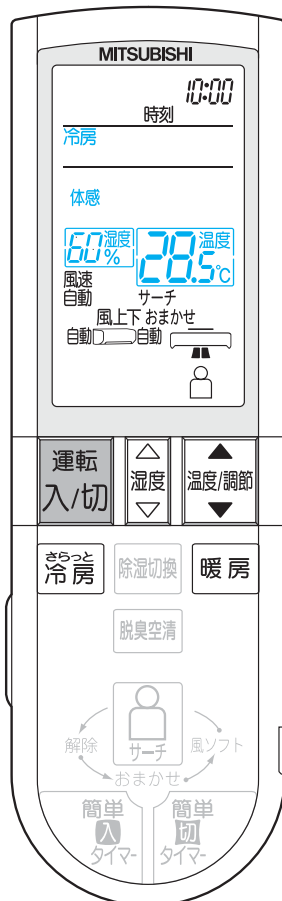 MITSUBISHI
10:00
時刻
冷房
体感
60% 湿度
28.5℃ 温度
風速
自動
サーチ
風上下 おまかせ
自動 自動
運転
入/切
△
湿度
▽
▲
温度/調節
▼
さらっと
冷房
除湿切換
暖房
脱臭空清
サーチ
解除
風ソフト
おまかせ
簡単
入
タイマー
簡単
切
タイマー